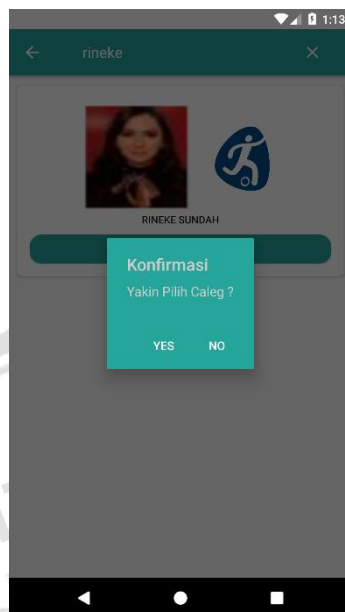 1:13
rineke
RINEKE SUNDAH
Konfirmasi
Yakin Pilih Caleg ?
YES NO